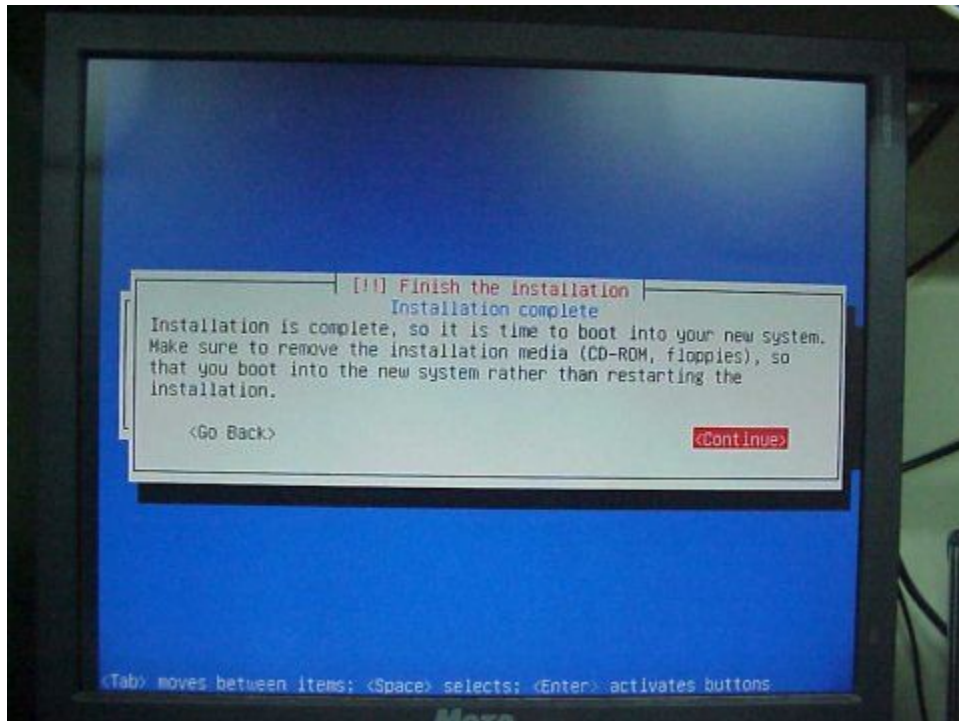 [!!] Finish the installation
Installation complete
Installation is complete, so it is time to boot into your new system.
Make sure to remove the installation media (CD-ROM, floppies), so
that you boot into the new system rather than restarting the
installation.
<Go Back> <Continue>
<Tab> moves between items; <Space> selects; <Enter> activates buttons